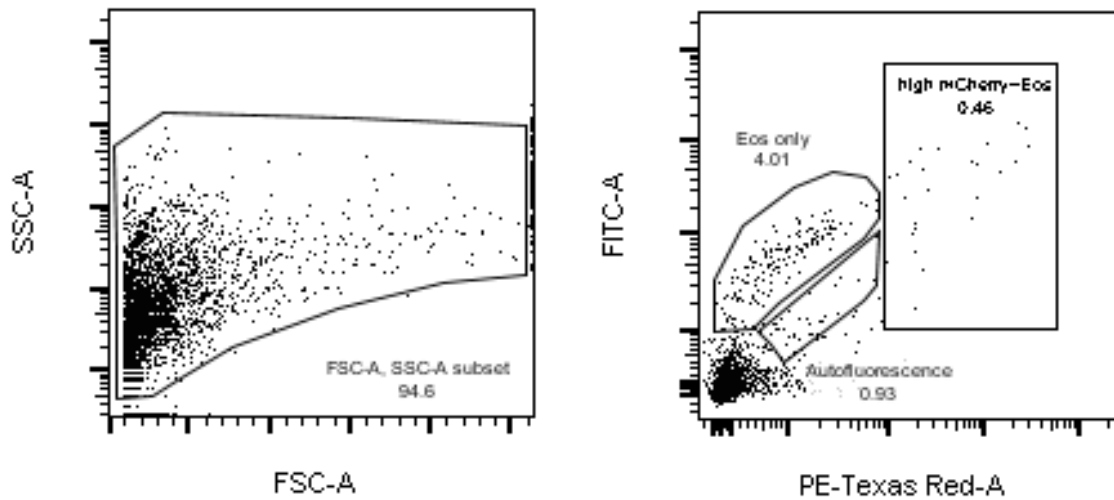 SSC-A
FSC-A, SSC-A subset
94.6
FSC-A
FITC-A
Eos only
4.01
high mCherry-Eos
0.46
Autofluorescence
0.93
PE-Texas Red-A